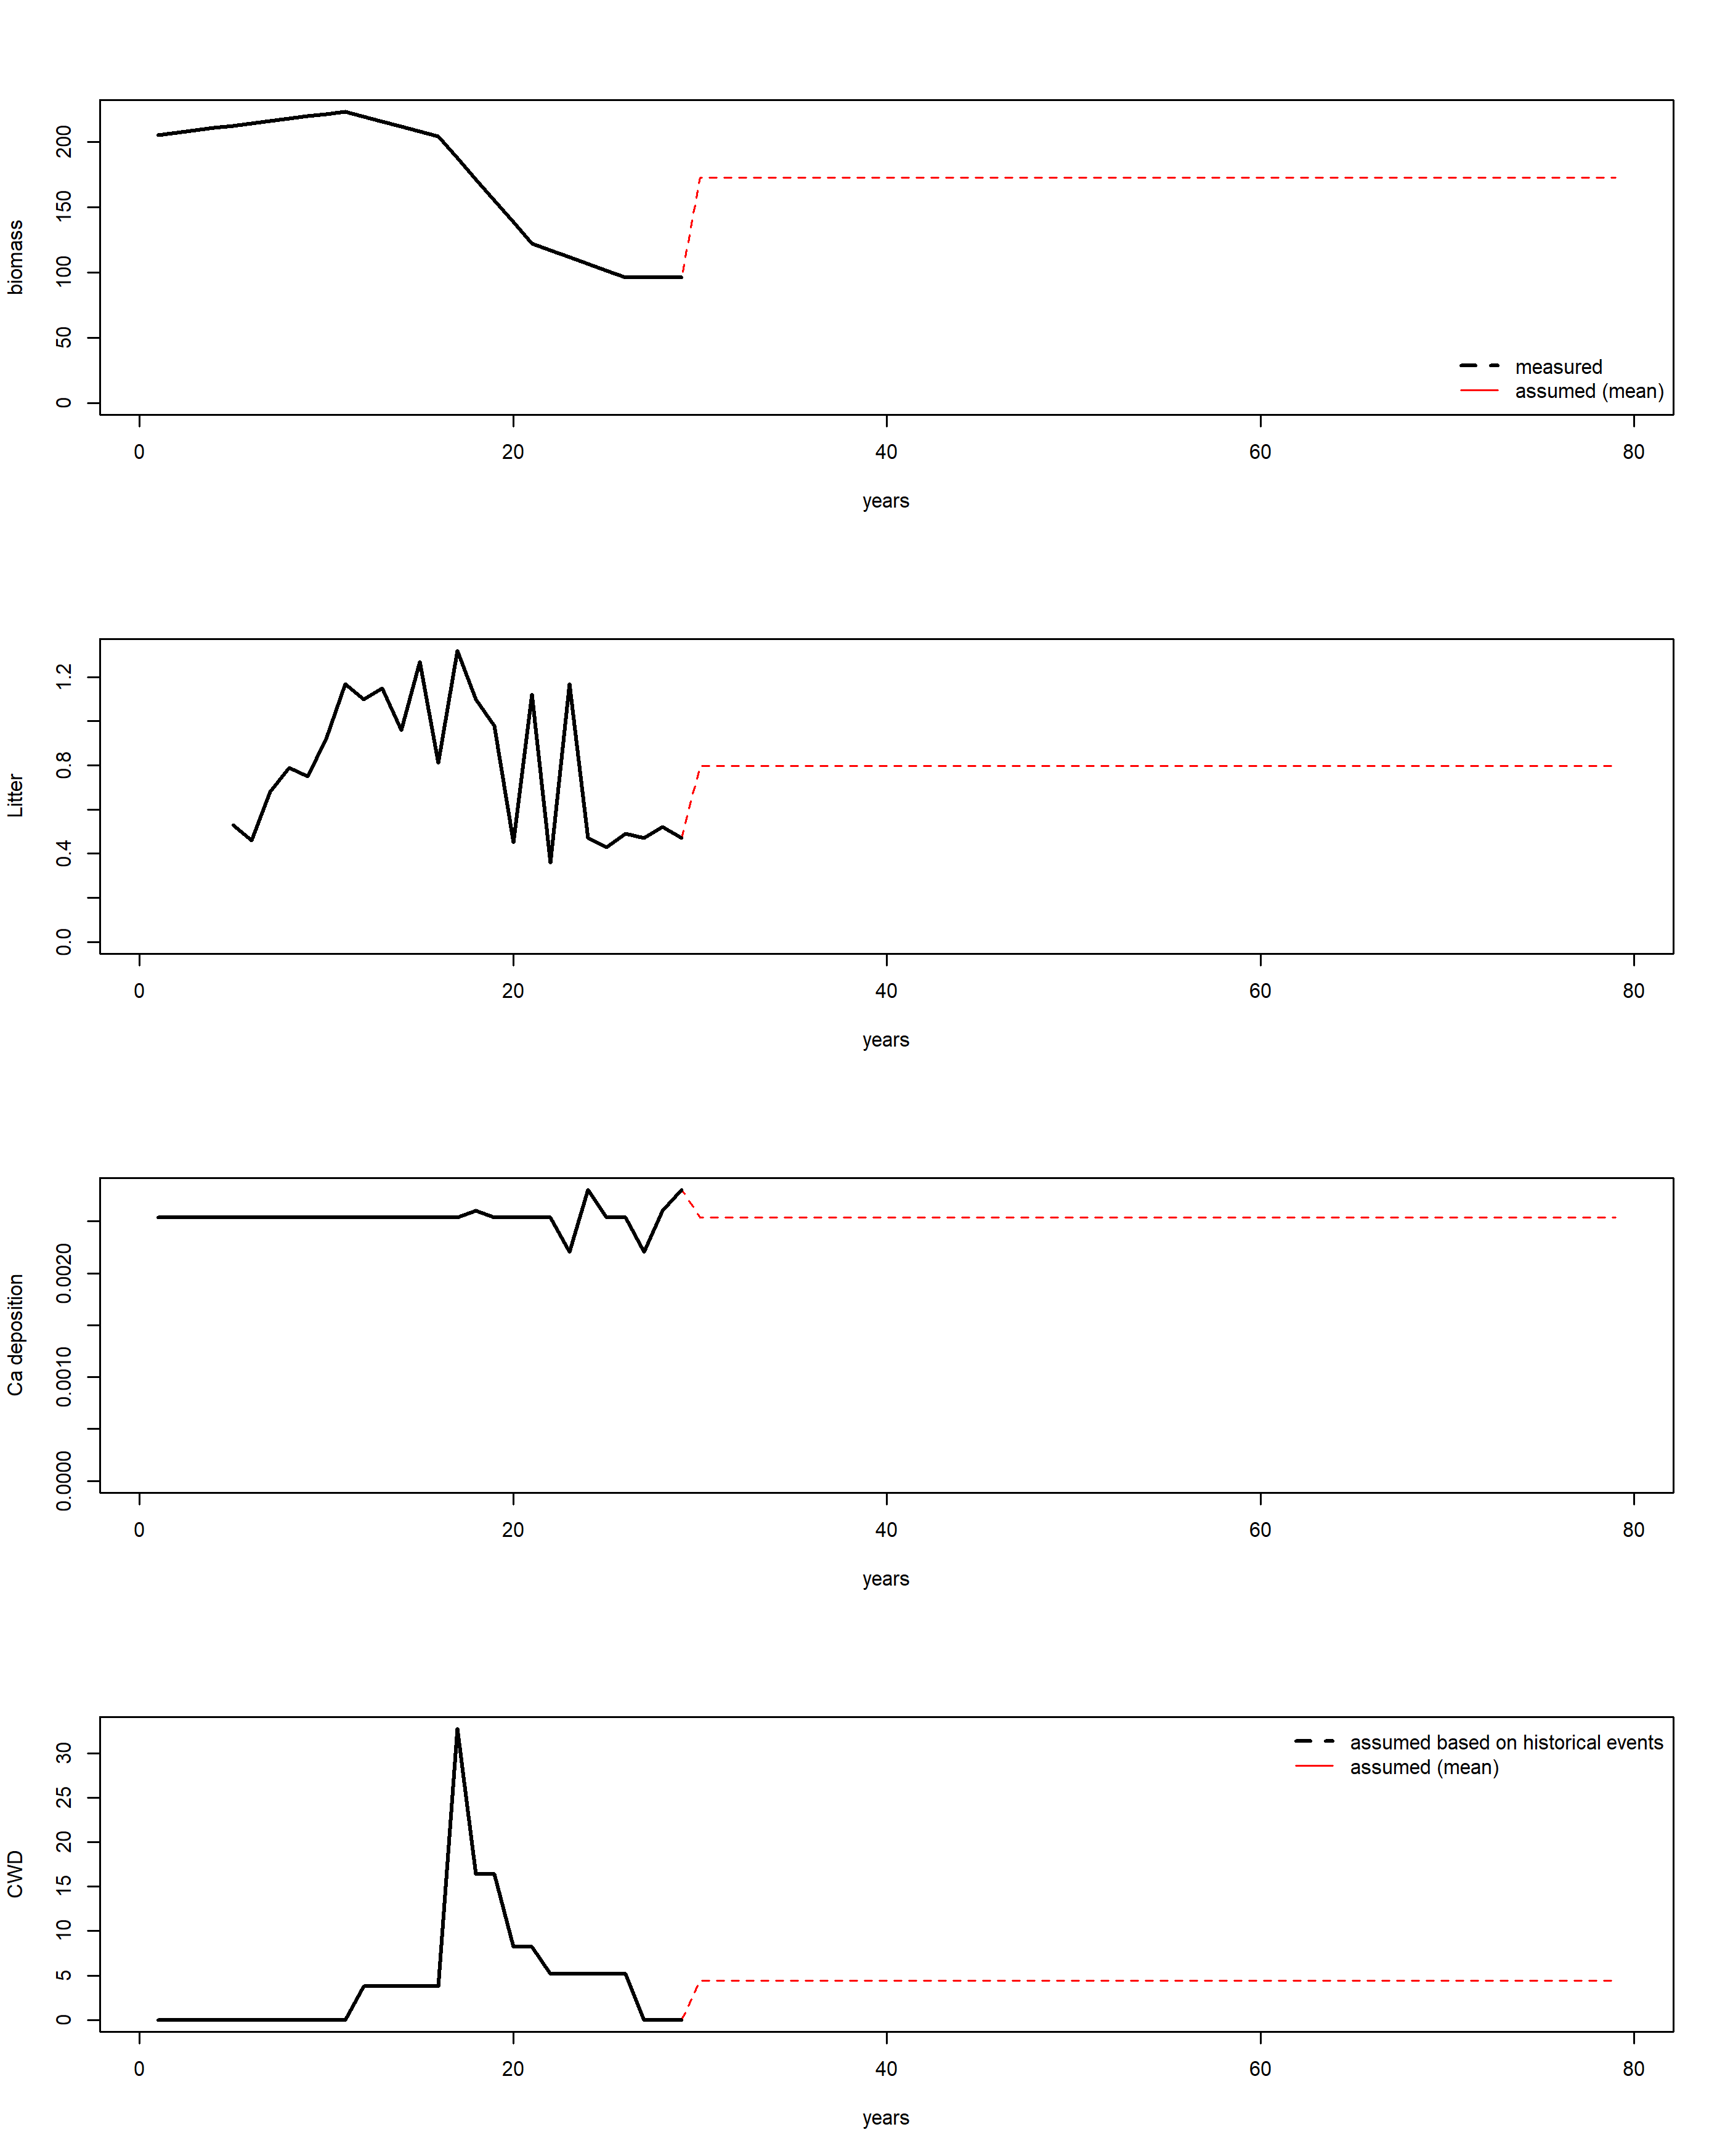 biomass
200
150
100
50
0
measured
assumed (mean)
0 20 40 60 80
years
Litter
1.2
0.8
0.4
0.0
0 20 40 60 80
years
Ca deposition
0.0020
0.0010
0.0000
0 20 40 60 80
years
CWD
30
25
20
15
10
5
0
assumed based on historical events
assumed (mean)
0 20 40 60 80
years